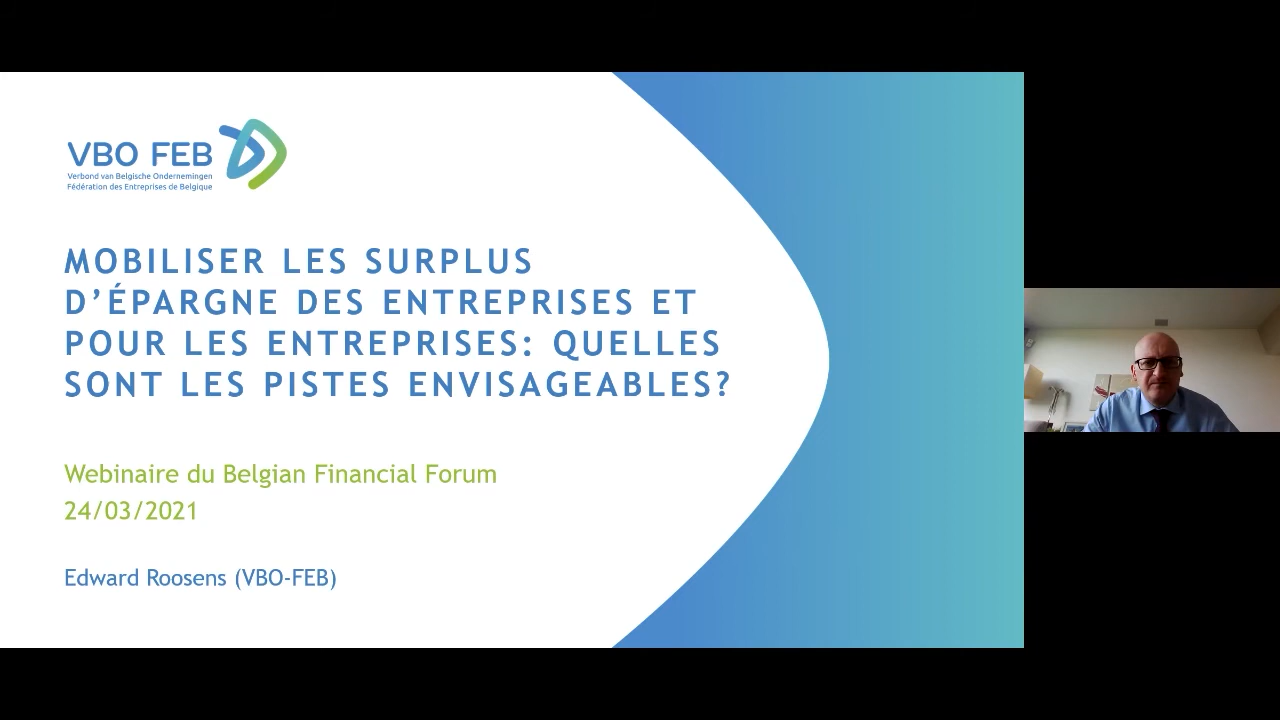 VBO FEB
Verbond van Belgische Ondernemingen
Fédération des Entreprises de Belgique
MOBILISER LES SURPLUS
D'ÉPARGNE DES ENTREPRISES ET
POUR LES ENTREPRISES: QUELLES
SONT LES PISTES ENVISAGEABLES?
Webinaire du Belgian Financial Forum
24/03/2021
Edward Roosens (VBO-FEB)